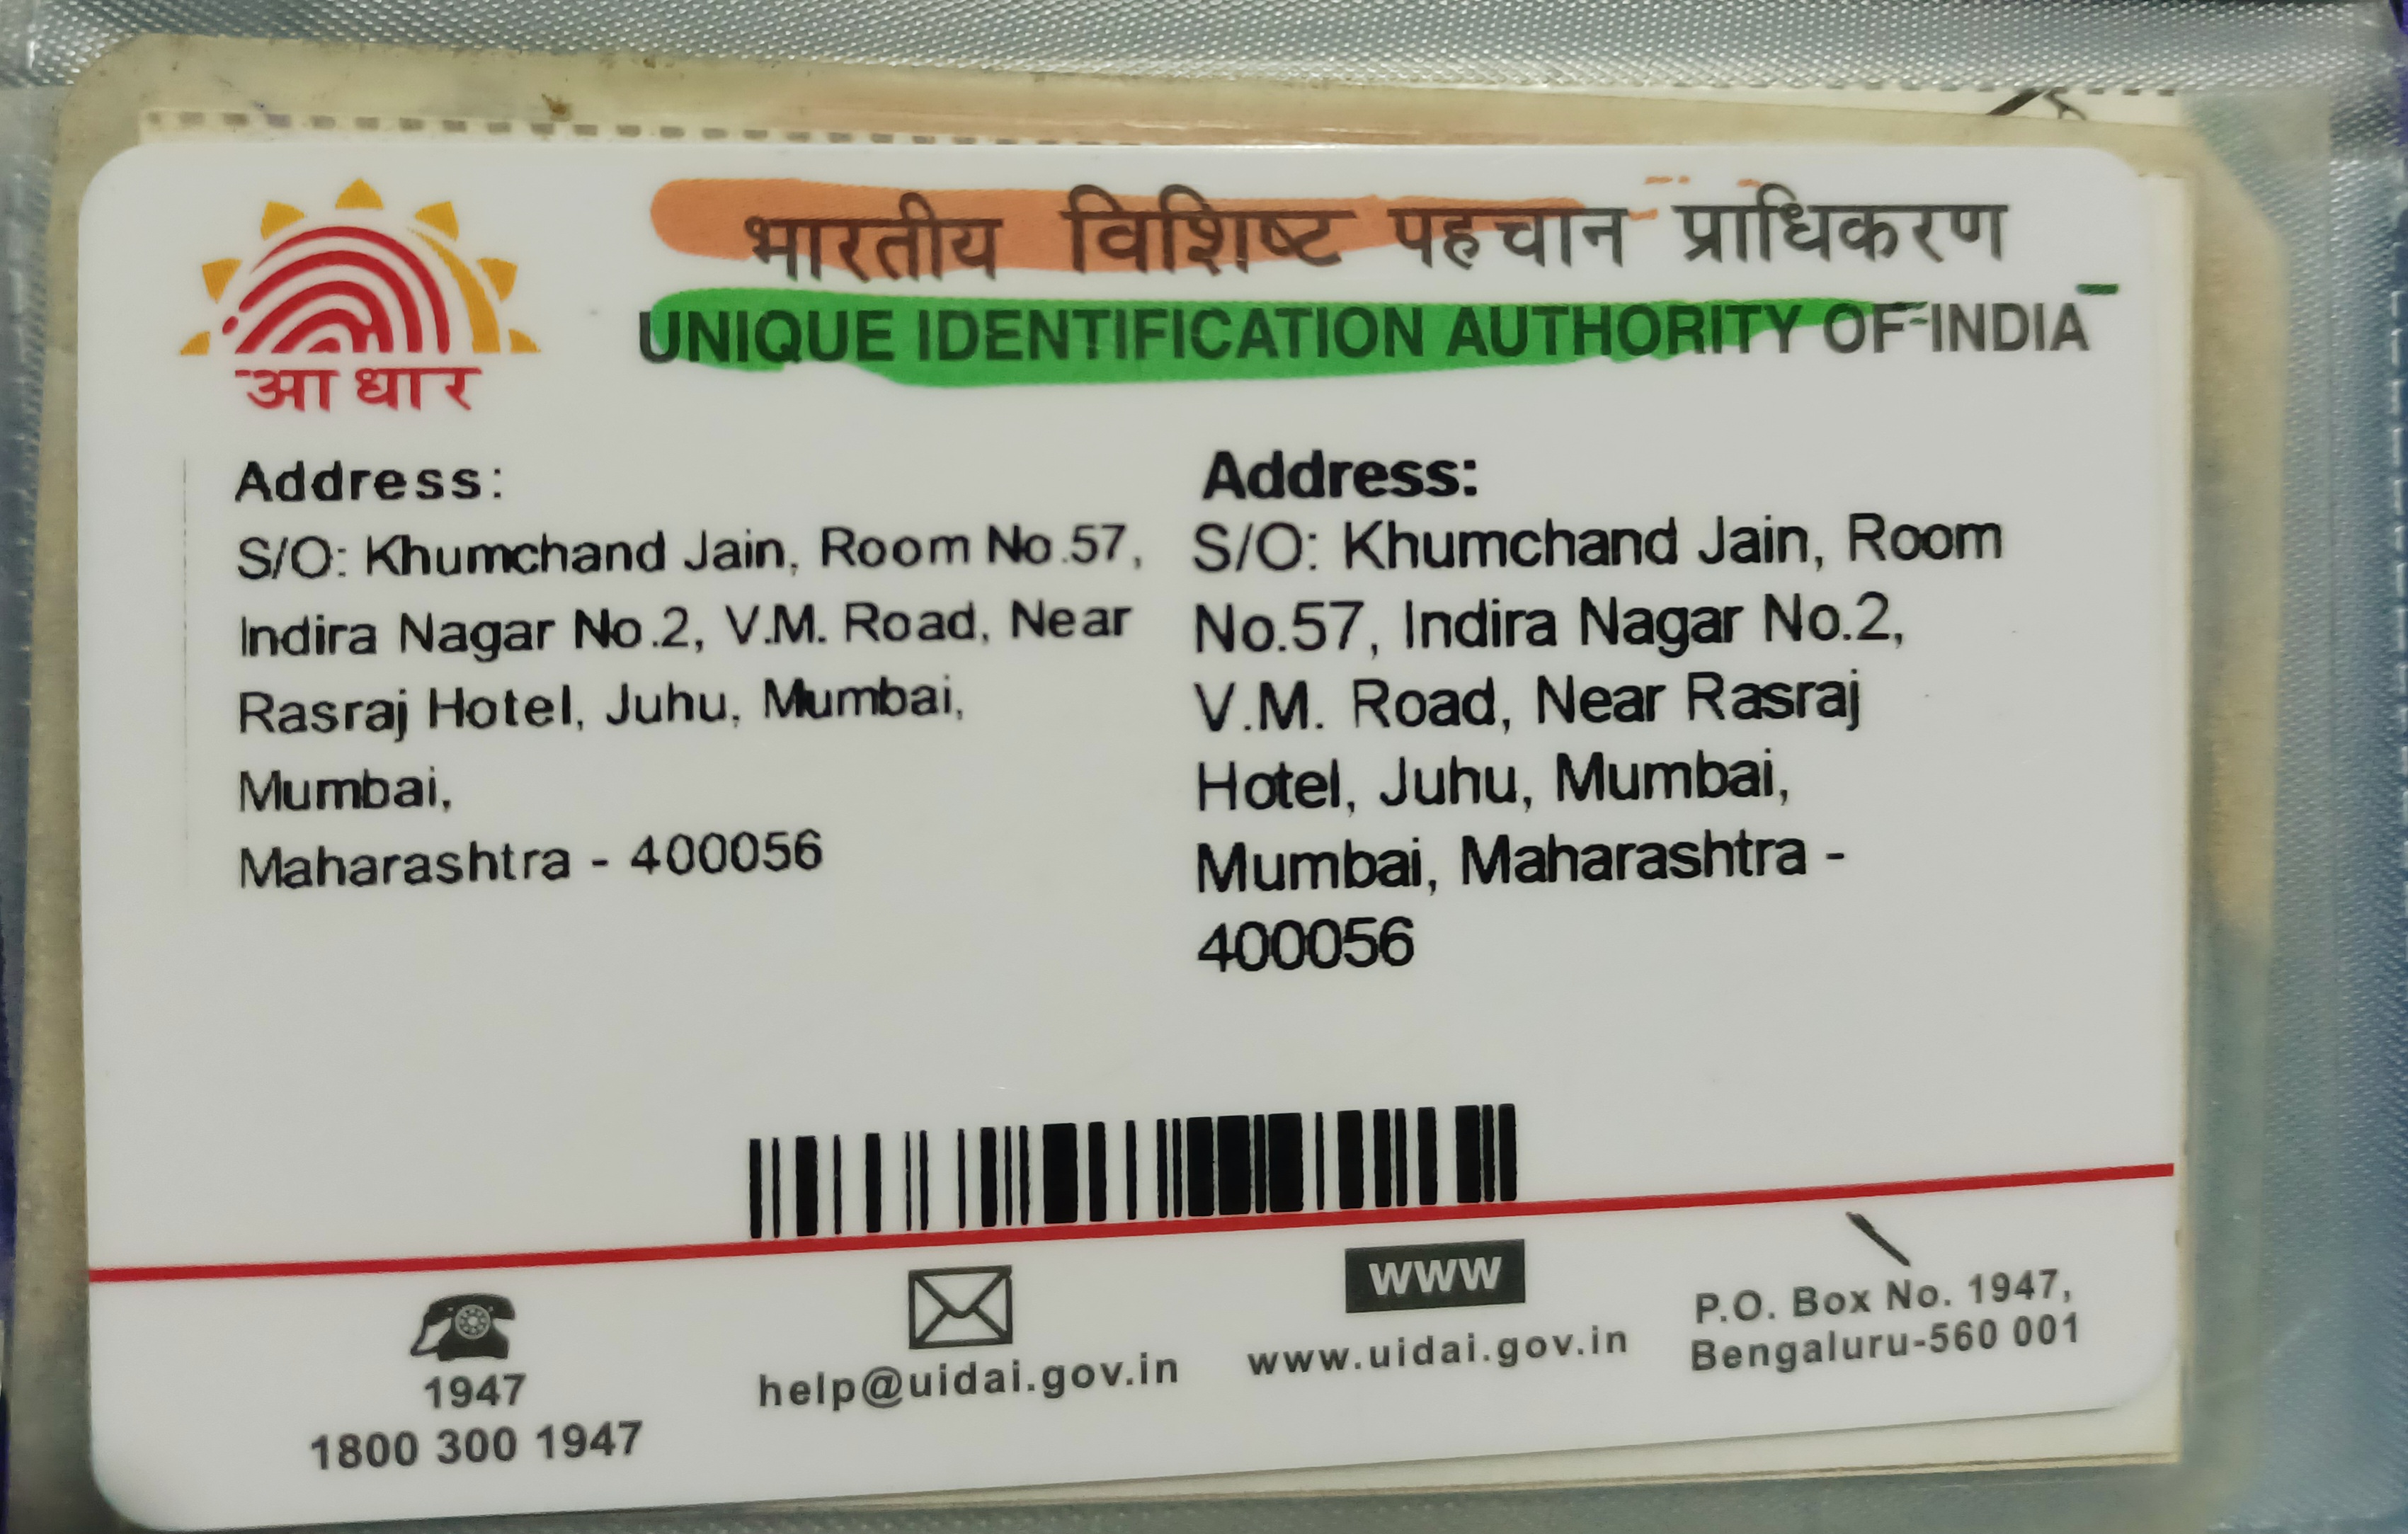 भारतीय विशिष्ट पहचान प्राधिकरण
UNIQUE IDENTIFICATION AUTHORITY OF INDIA
आधार
Address:
S/O: Khumchand Jain, Room No.57,
Indira Nagar No.2, V.M. Road, Near
Rasraj Hotel, Juhu, Mumbai,
Mumbai,
Maharashtra - 400056
Address:
S/O: Khumchand Jain, Room
No.57, Indira Nagar No.2,
V.M. Road, Near Rasraj
Hotel, Juhu, Mumbai,
Mumbai, Maharashtra -
400056
1947
1800 300 1947
help@uidai.gov.in
www
www.uidai.gov.in
P.O. Box No. 1947,
Bengaluru-560 001